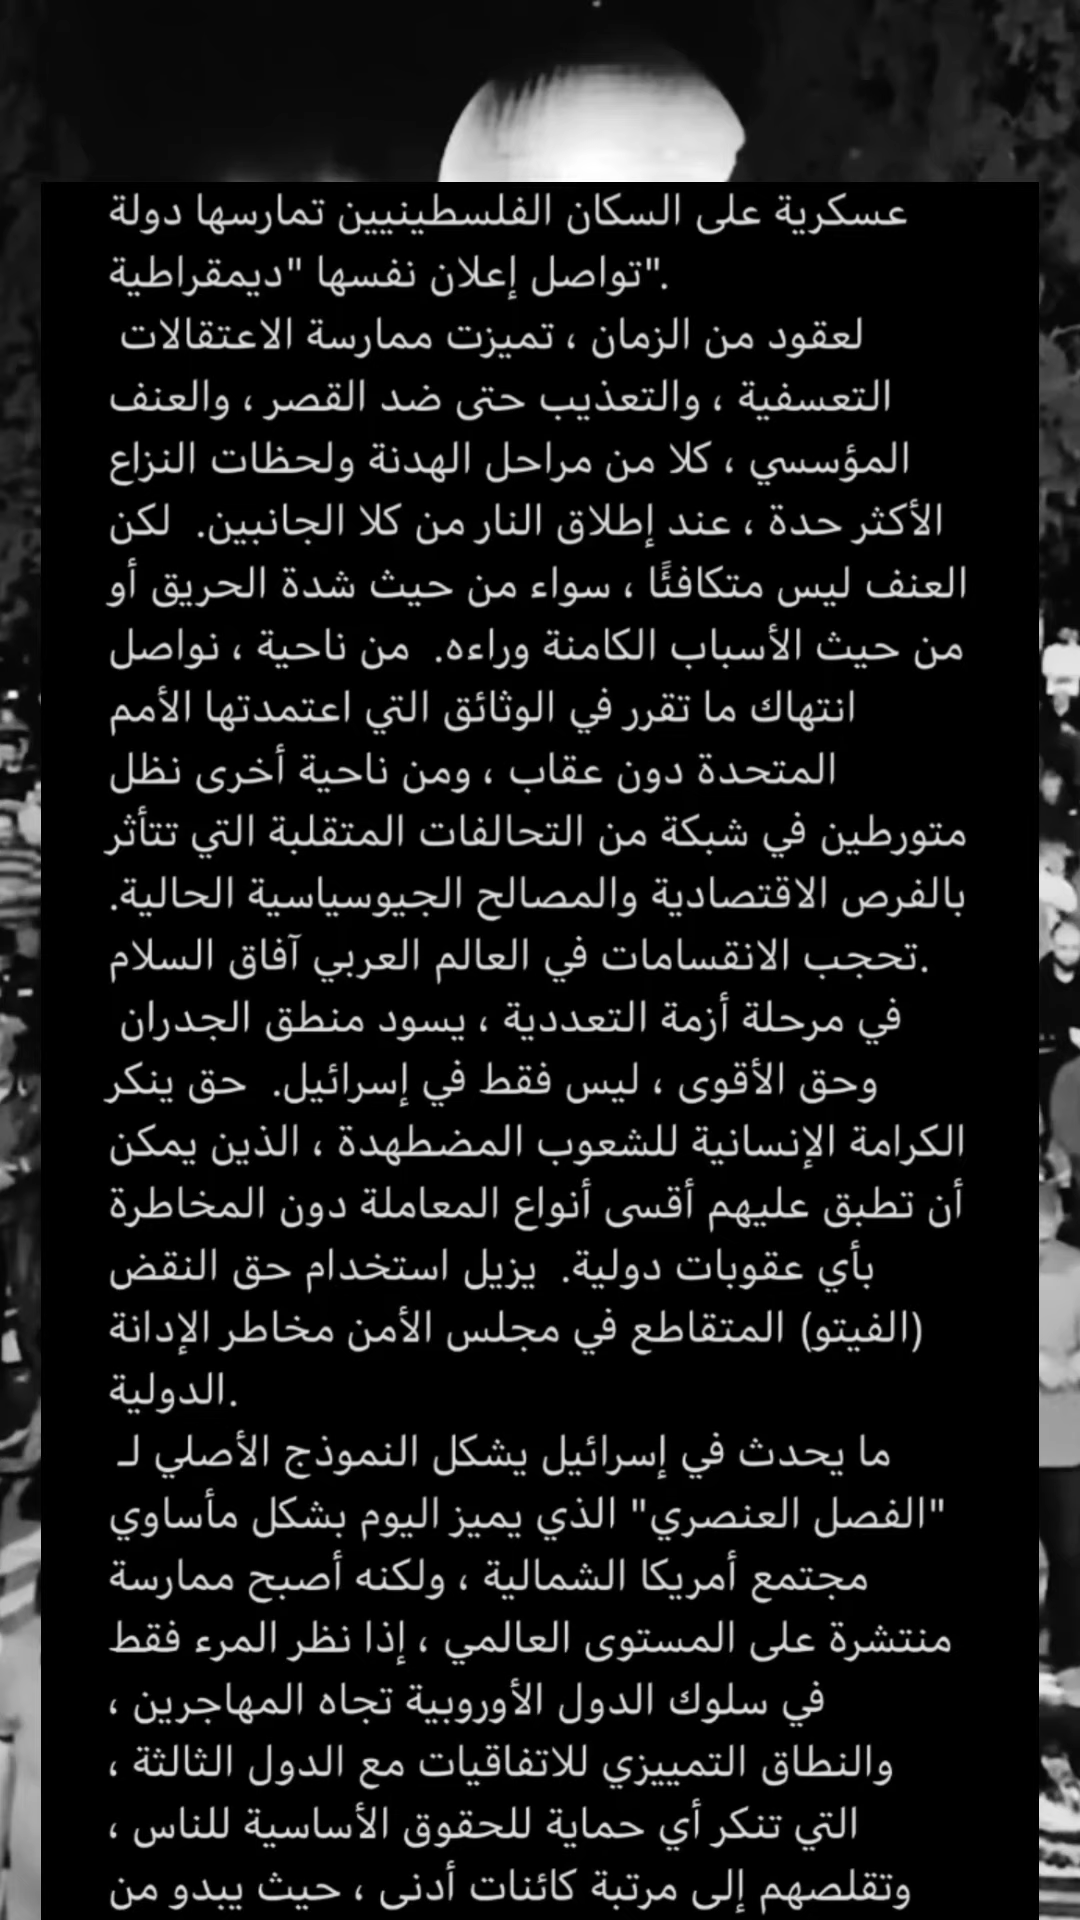 عسكرية على السكان الفلسطينيين تمارسها دولة
تواصل إعلان نفسها "ديمقراطية".
لعقود من الزمان ، تميزت ممارسة الاعتقالات
التعسفية ، والتعذيب حتى ضد القصر ، والعنف
المؤسسي ، كلا من مراحل الهدنة ولحظات النزاع
الأكثر حدة ، عند إطلاق النار من كلا الجانبين. لكن
العنف ليس متكافئًا ، سواء من حيث شدة الحريق أو
من حيث الأسباب الكامنة وراءه. من ناحية ، نواصل
انتهاك ما تقرر في الوثائق التي اعتمدتها الأمم
المتحدة دون عقاب ، ومن ناحية أخرى نظل
متورطين في شبكة من التحالفات المتقلبة التي تتأثر
بالفرص الاقتصادية والمصالح الجيوسياسية الحالية.
تحجب الانقسامات في العالم العربي آفاق السلام.
في مرحلة أزمة التعددية ، يسود منطق الجدران
وحق الأقوى ، ليس فقط في إسرائيل. حق ينكر
الكرامة الإنسانية للشعوب المضطهدة ، الذين يمكن
أن تطبق عليهم أقسى أنواع المعاملة دون المخاطرة
بأي عقوبات دولية. يزيل استخدام حق النقض
(الفيتو) المتقاطع في مجلس الأمن مخاطر الإدانة
الدولية.
ما يحدث في إسرائيل يشكل النموذج الأصلي لـ
"الفصل العنصري" الذي يميز اليوم بشكل مأساوي
مجتمع أمريكا الشمالية ، ولكنه أصبح ممارسة
منتشرة على المستوى العالمي ، إذا نظر المرء فقط
في سلوك الدول الأوروبية تجاه المهاجرين ،
والنطاق التمييزي للاتفاقيات مع الدول الثالثة ،
التي تنكر أي حماية للحقوق الأساسية للناس ،
وتقلصهم إلى مرتبة كائنات أدنى ، حيث يبدو من